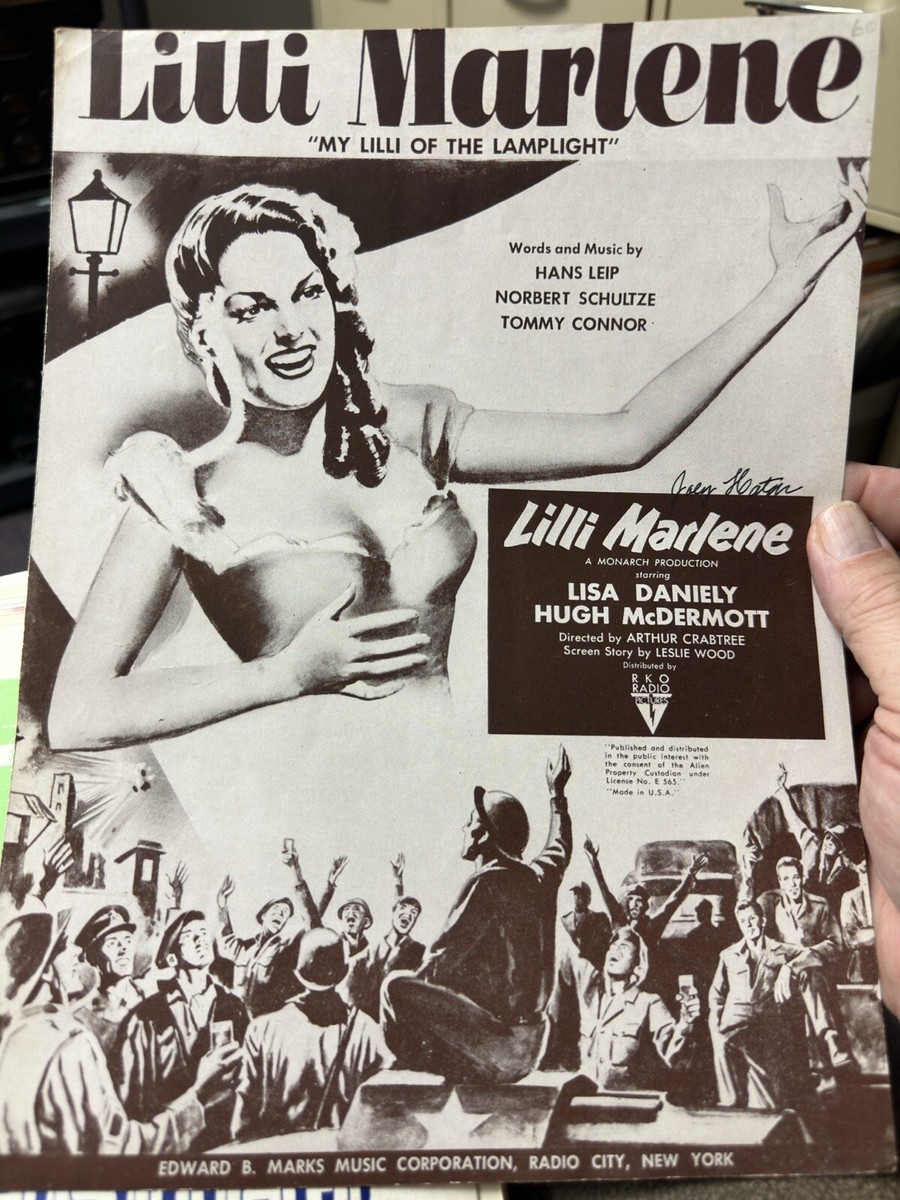 Lilli Marlene
"MY LILLI OF THE LAMPLIGHT"
Words and Music by
HANS LEIP
NORBERT SCHULTZE
TOMMY CONNOR
Lilli Marlene
A MONARCH PRODUCTION
starring
LISA DANIELY
HUGH McDERMOTT
Directed by ARTHUR CRABTREE
Screen Story by LESLIE WOOD
Distributed by
RKO
RADIO
PICTURES
"Published and distributed
in the public interest with
the consent of the Alien
Property Custodian under
License No. E 565."
"Made in U.S.A."
EDWARD B. MARKS MUSIC CORPORATION, RADIO CITY, NEW YORK